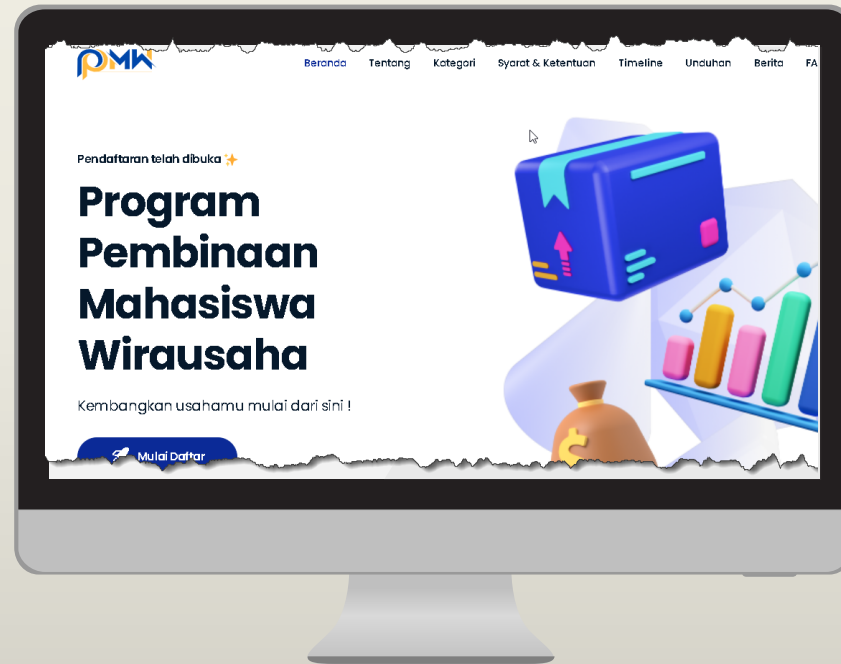 PMW
Beranda Tentang Kategori Syarat & Ketentuan Timeline Unduhan Berita FA
Pendaftaran telah dibuka
Program
Pembinaan
Mahasiswa
Wirausaha
Kembangkan usahamu mulai dari sini !
Mulai Daftar